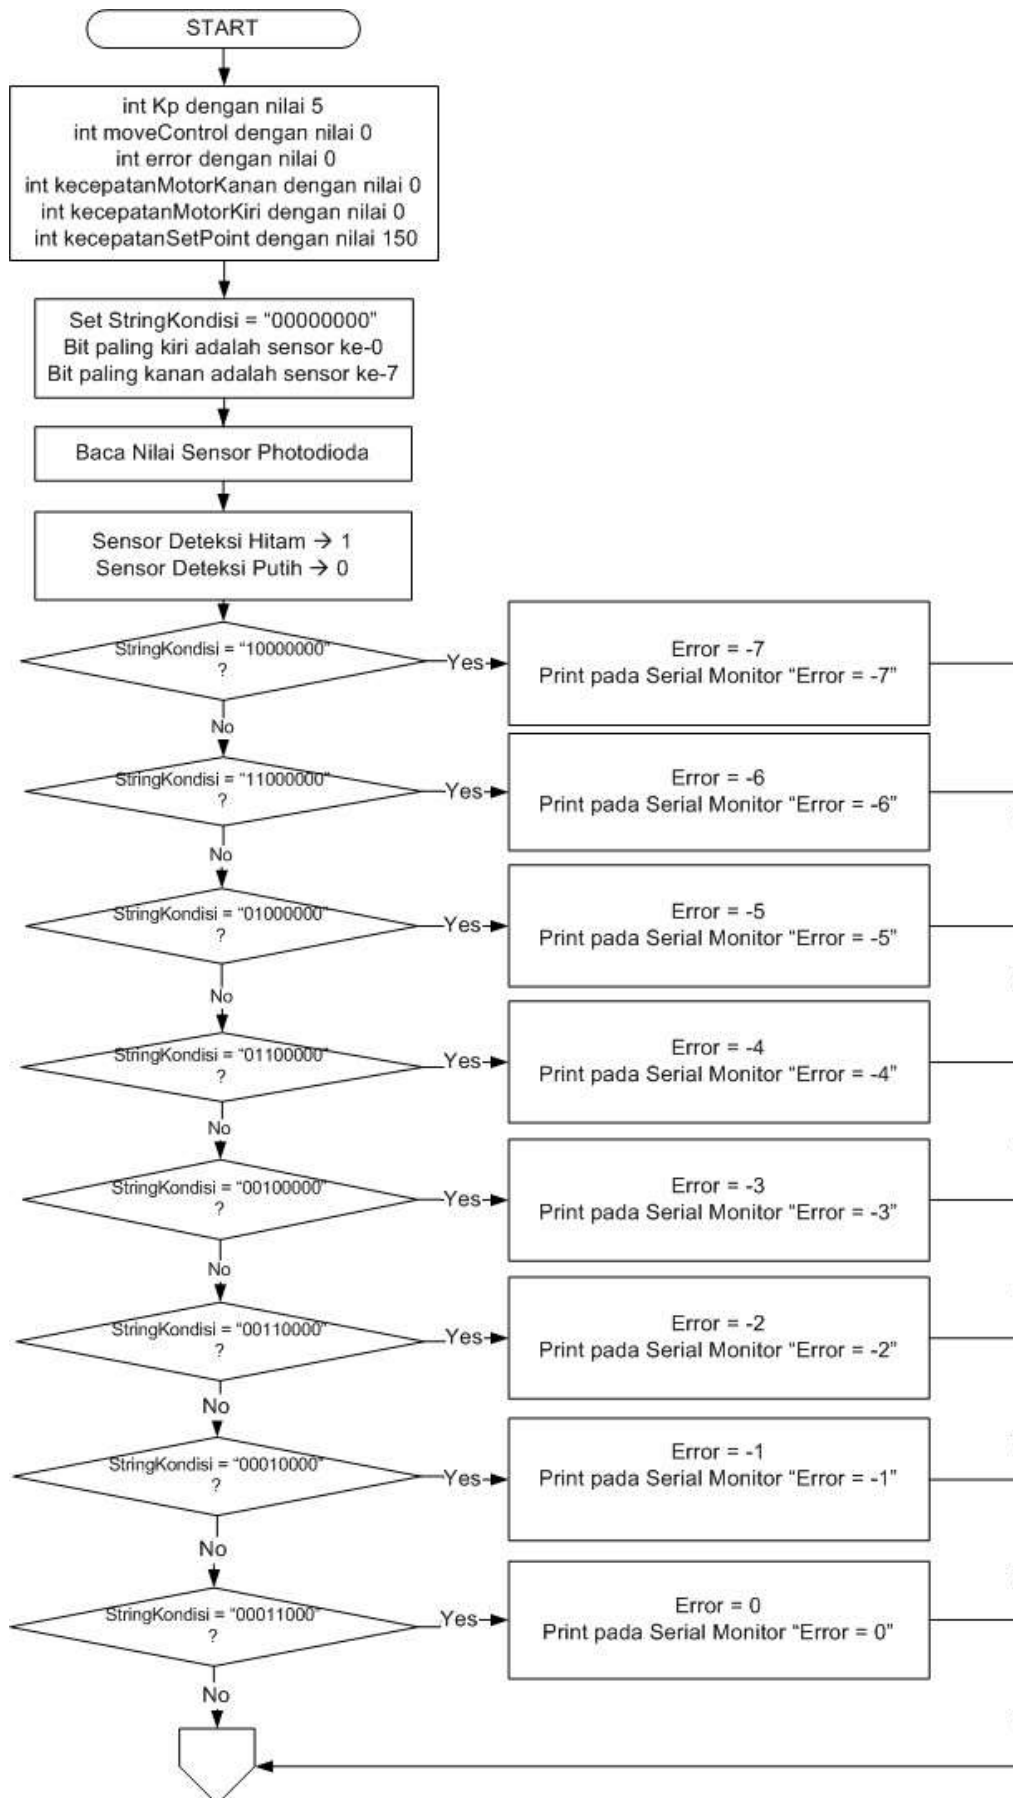 START
int Kp dengan nilai 5
int moveControl dengan nilai 0
int error dengan nilai 0
int kecepatanMotorKanan dengan nilai 0
int kecepatanMotorKiri dengan nilai 0
int kecepatanSetPoint dengan nilai 150
Set StringKondisi = “00000000”
Bit paling kiri adalah sensor ke-0
Bit paling kanan adalah sensor ke-7
Baca Nilai Sensor Photodioda
Sensor Deteksi Hitam → 1
Sensor Deteksi Putih → 0
StringKondisi = “10000000”
?
Yes
Error = -7
Print pada Serial Monitor “Error = -7”
No
StringKondisi = “11000000”
?
Yes
Error = -6
Print pada Serial Monitor “Error = -6”
No
StringKondisi = “01000000”
?
Yes
Error = -5
Print pada Serial Monitor “Error = -5”
No
StringKondisi = “01100000”
?
Yes
Error = -4
Print pada Serial Monitor “Error = -4”
No
StringKondisi = “00100000”
?
Yes
Error = -3
Print pada Serial Monitor “Error = -3”
No
StringKondisi = “00110000”
?
Yes
Error = -2
Print pada Serial Monitor “Error = -2”
No
StringKondisi = “00010000”
?
Yes
Error = -1
Print pada Serial Monitor “Error = -1”
No
StringKondisi = “00011000”
?
Yes
Error = 0
Print pada Serial Monitor “Error = 0”
No